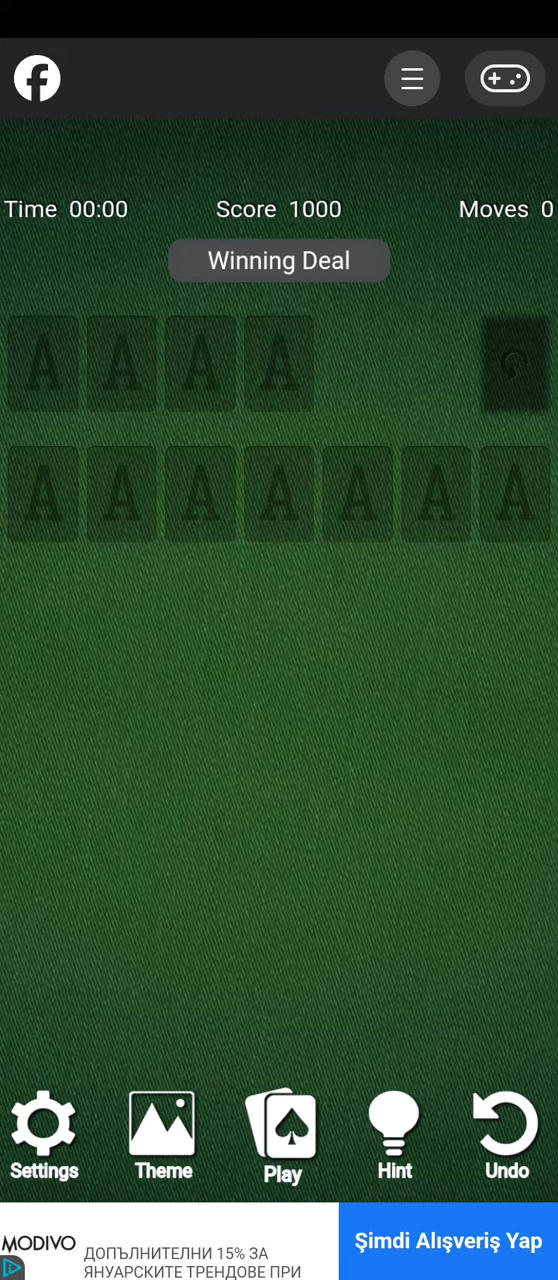 Time 00:00 Score 1000 Moves 0
Winning Deal
A A A A
A A A A A A A
Settings Theme Play Hint Undo
MODIVO
ДОПЪЛНИТЕЛНИ 15% ЗА
ЯНУАРСКИТЕ ТРЕНДОВЕ ПРИ
Şimdi Alışveriş Yap